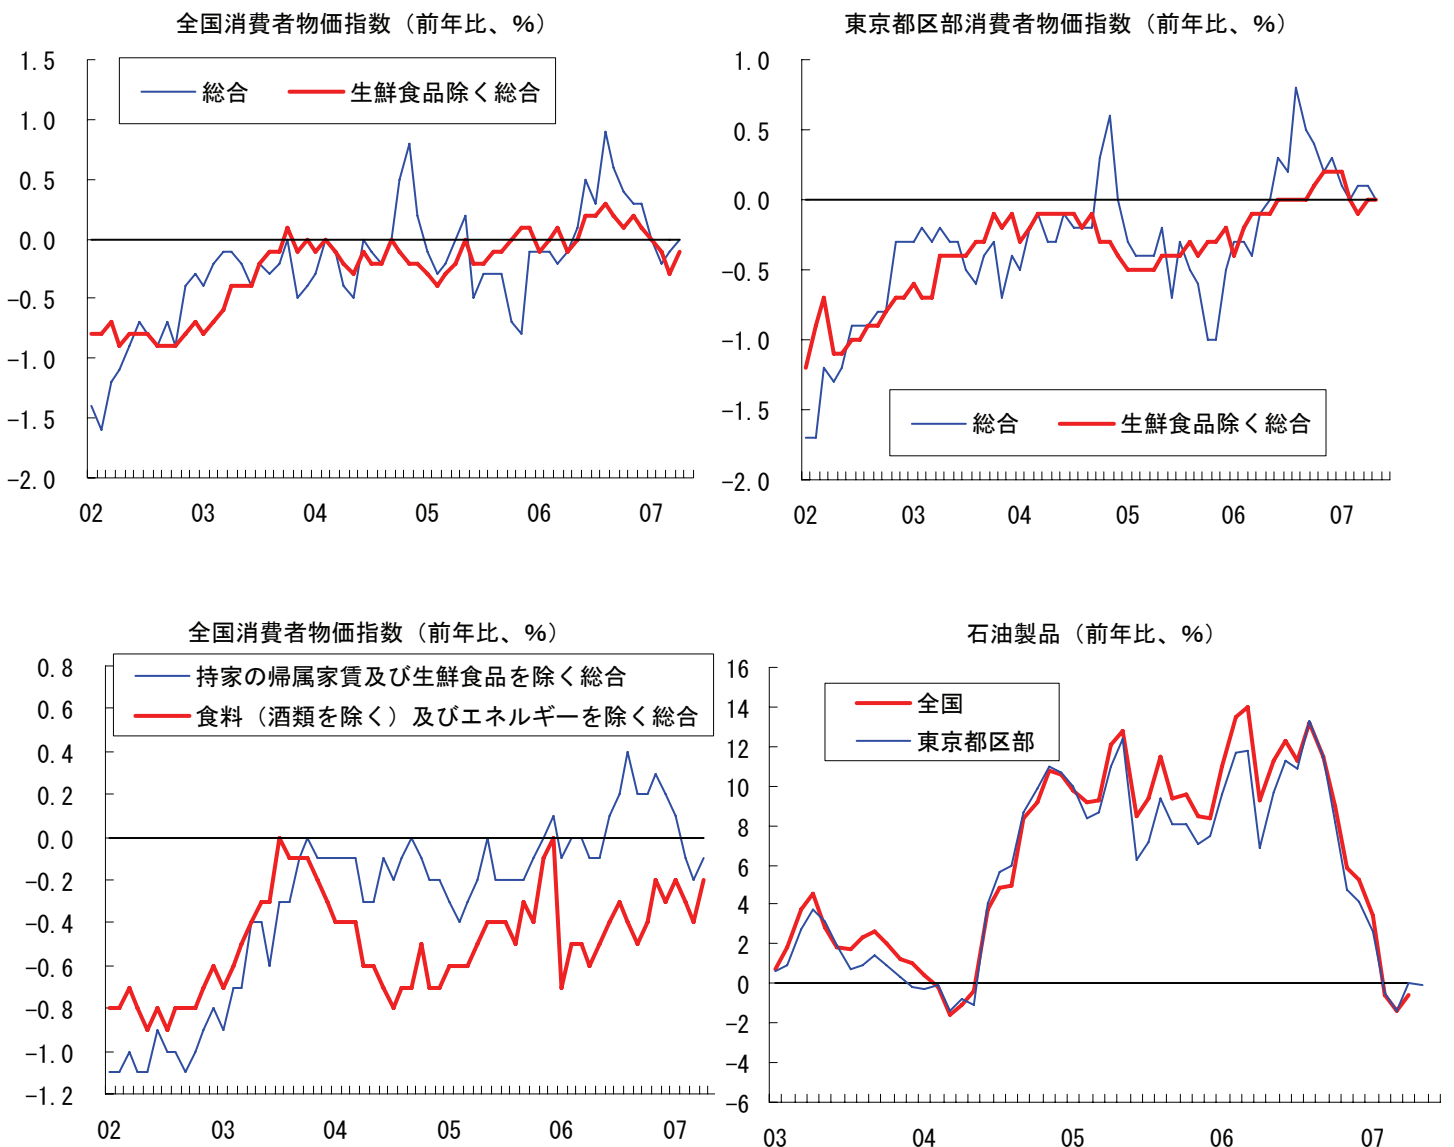 全国消費者物価指数（前年比、%）
1.5
1.0
0.5
0.0
-0.5
-1.0
-1.5
-2.0
総合 生鮮食品除く総合
02 03 04 05 06 07
東京都区部消費者物価指数（前年比、%）
1.0
0.5
0.0
-0.5
-1.0
-1.5
-2.0
総合 生鮮食品除く総合
02 03 04 05 06 07
全国消費者物価指数（前年比、%）
0.8
0.6
0.4
0.2
0.0
-0.2
-0.4
-0.6
-0.8
-1.0
-1.2
持家の帰属家賃及び生鮮食品を除く総合
食料（酒類を除く）及びエネルギーを除く総合
02 03 04 05 06 07
石油製品（前年比、%）
16
14
12
10
8
6
4
2
0
-2
-4
-6
全国
東京都区部
03 04 05 06 07